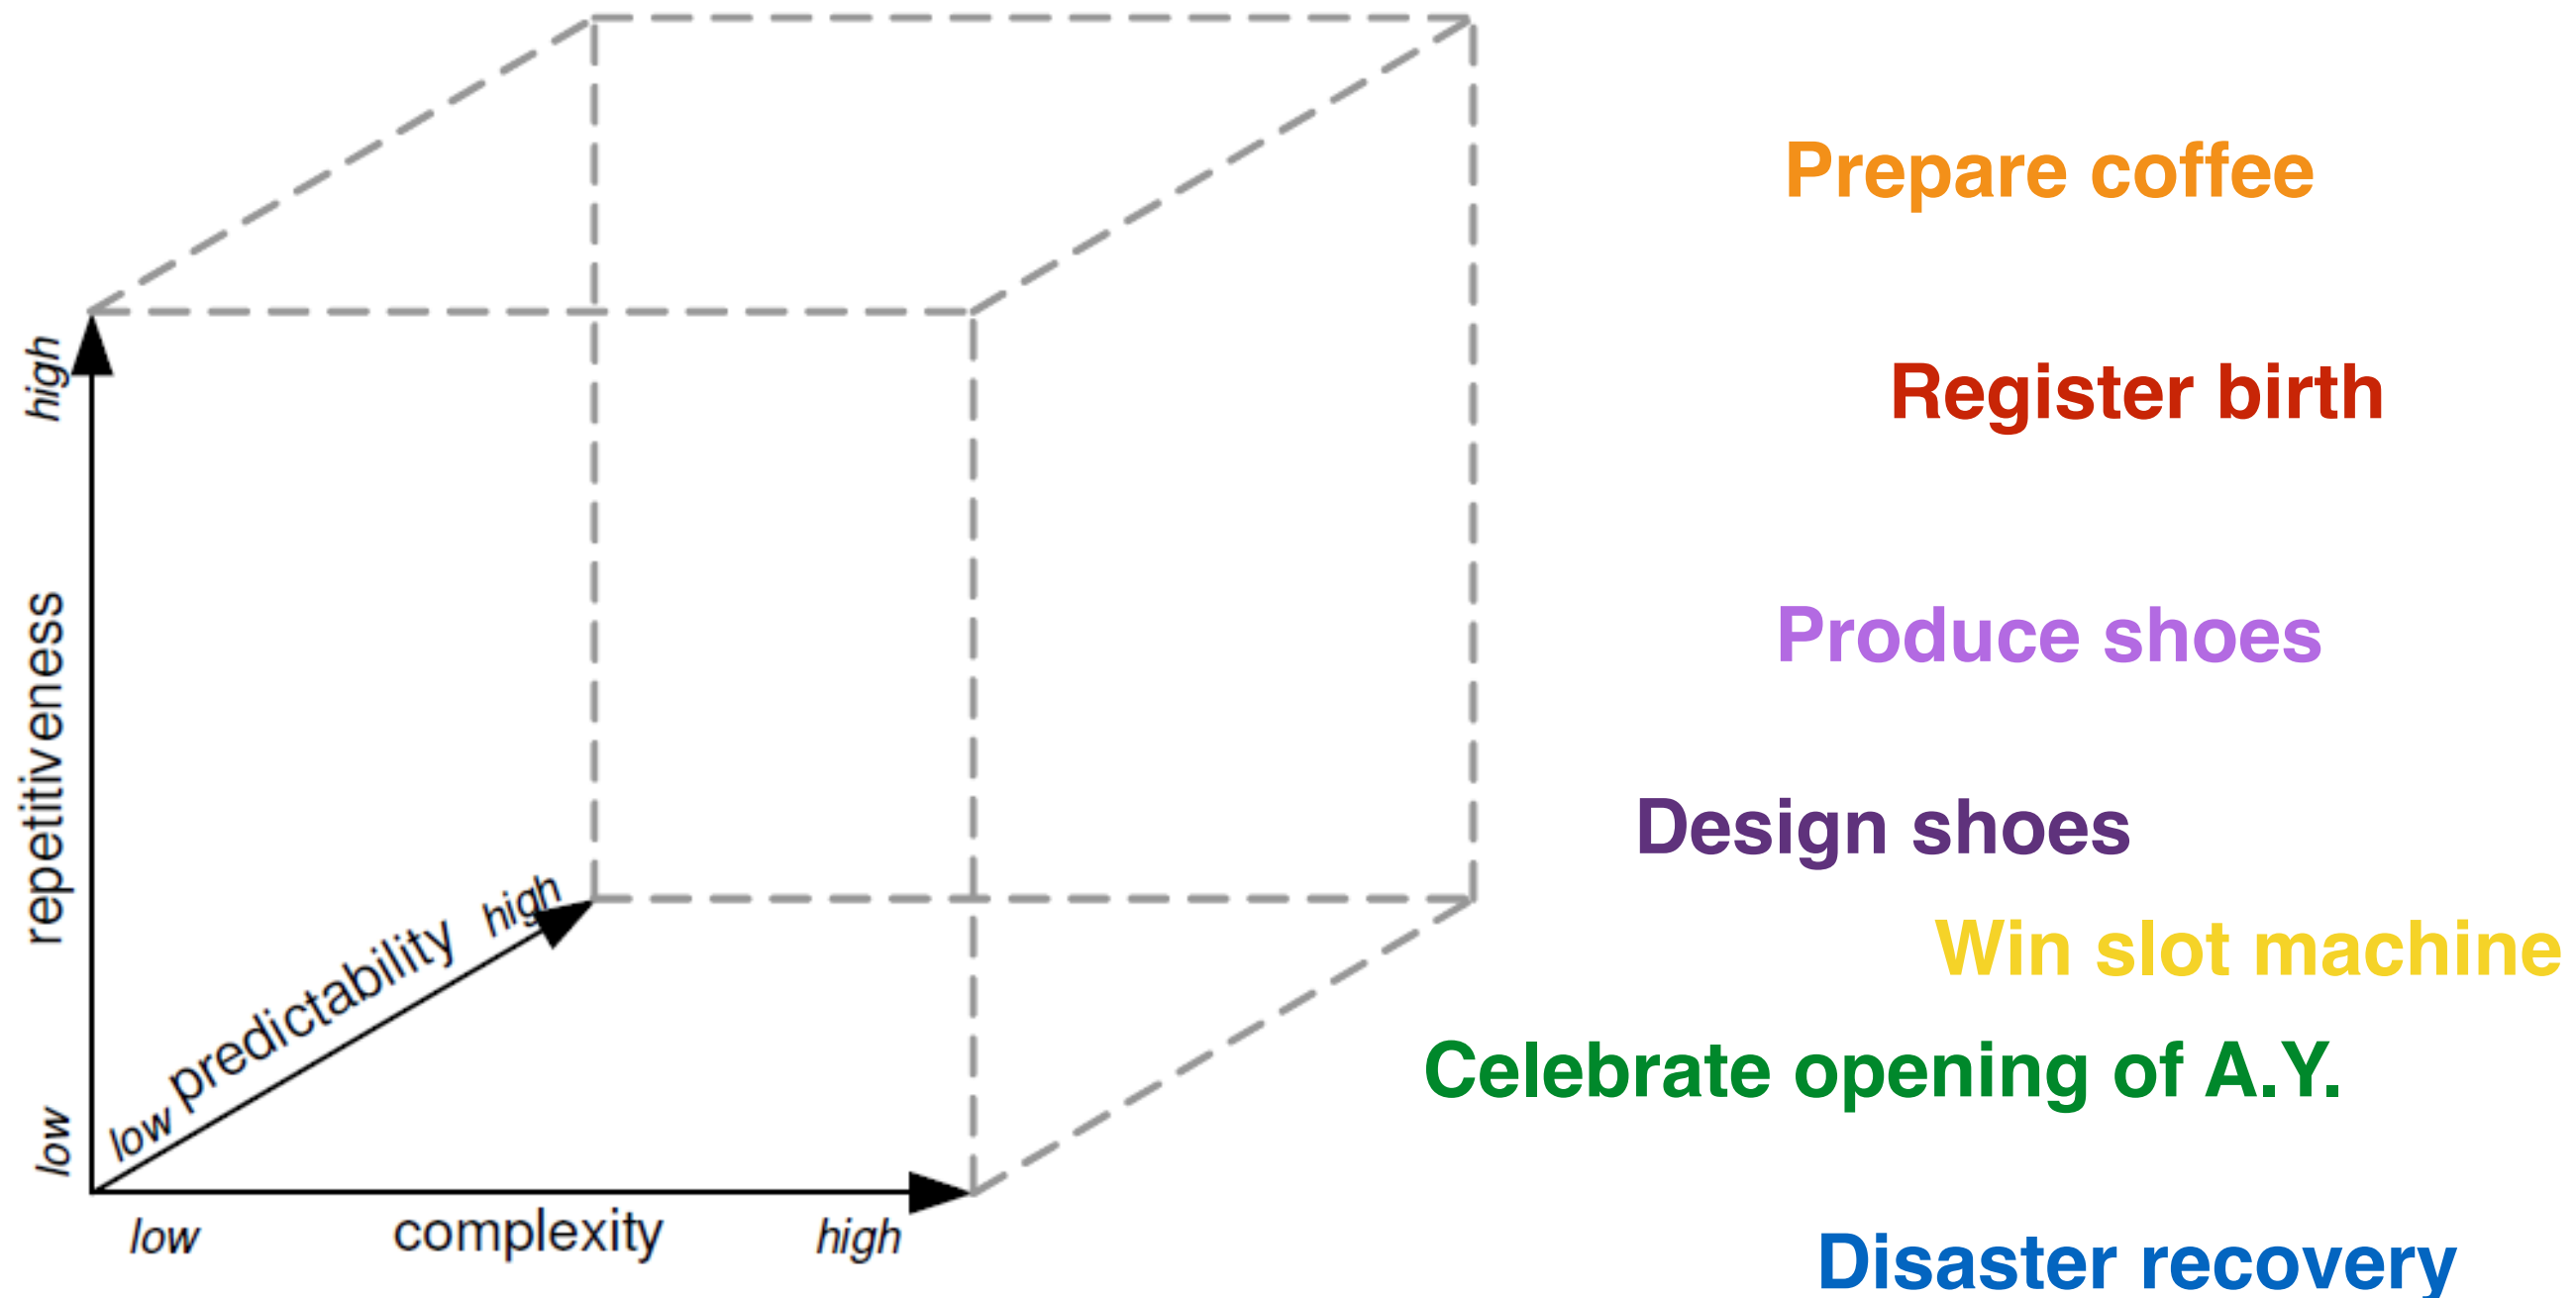 high
repetitiveness
low
low
predictability
high
low
complexity
high
Prepare coffee
Register birth
Produce shoes
Design shoes
Win slot machine
Celebrate opening of A.Y.
Disaster recovery